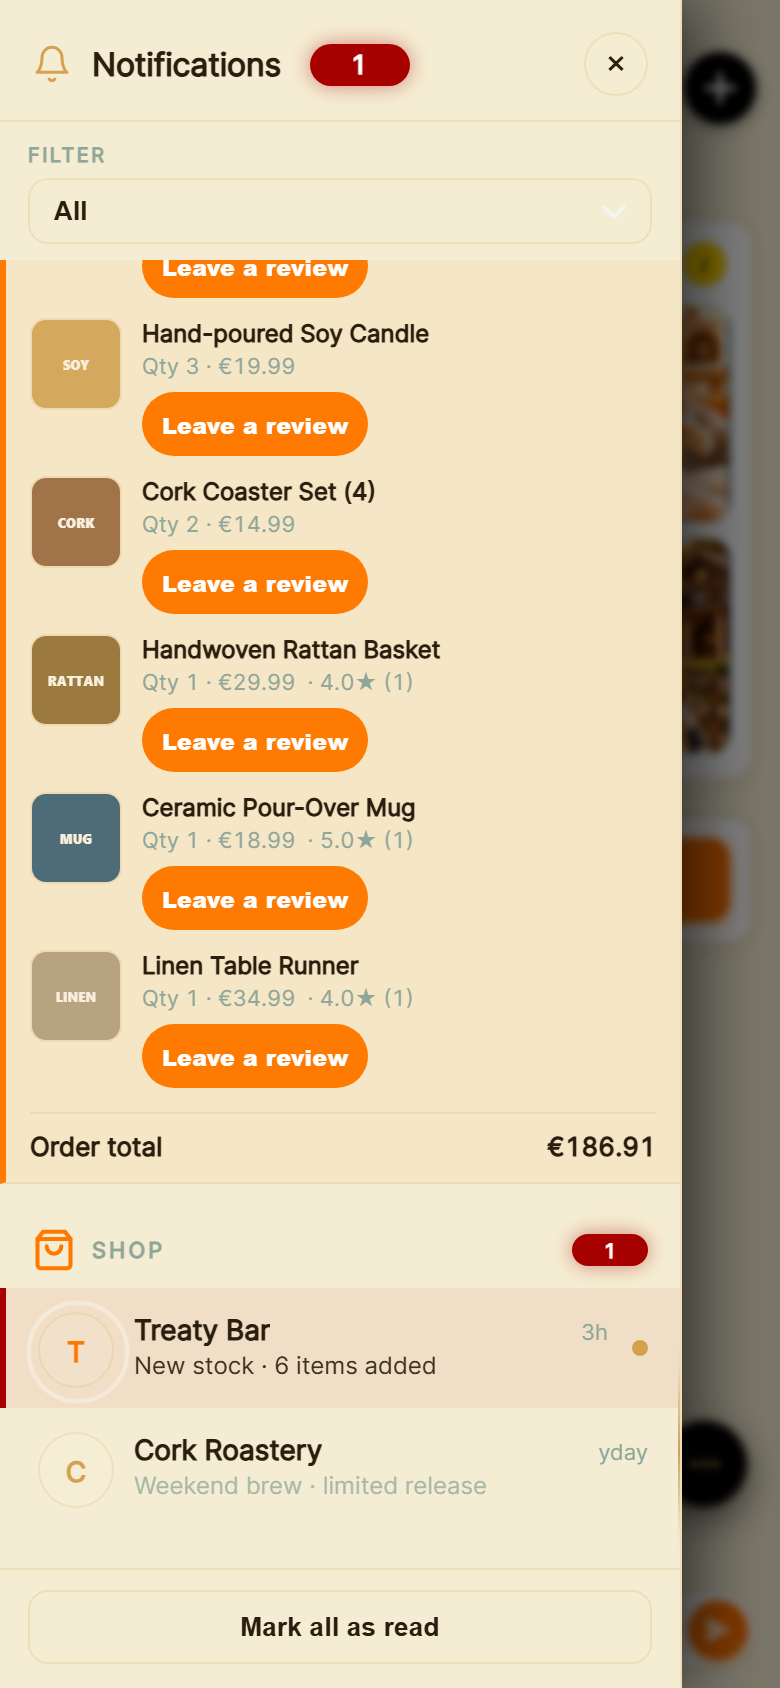 Notifications 1 ×
FILTER
All
Leave a review
SOY
Hand-poured Soy Candle
Qty 3 · €19.99
Leave a review
CORK
Cork Coaster Set (4)
Qty 2 · €14.99
Leave a review
RATTAN
Handwoven Rattan Basket
Qty 1 · €29.99 · 4.0★ (1)
Leave a review
MUG
Ceramic Pour-Over Mug
Qty 1 · €18.99 · 5.0★ (1)
Leave a review
LINEN
Linen Table Runner
Qty 1 · €34.99 · 4.0★ (1)
Leave a review
Order total €186.91
SHOP 1
T
Treaty Bar 3h
New stock · 6 items added
C
Cork Roastery yday
Weekend brew · limited release
Mark all as read